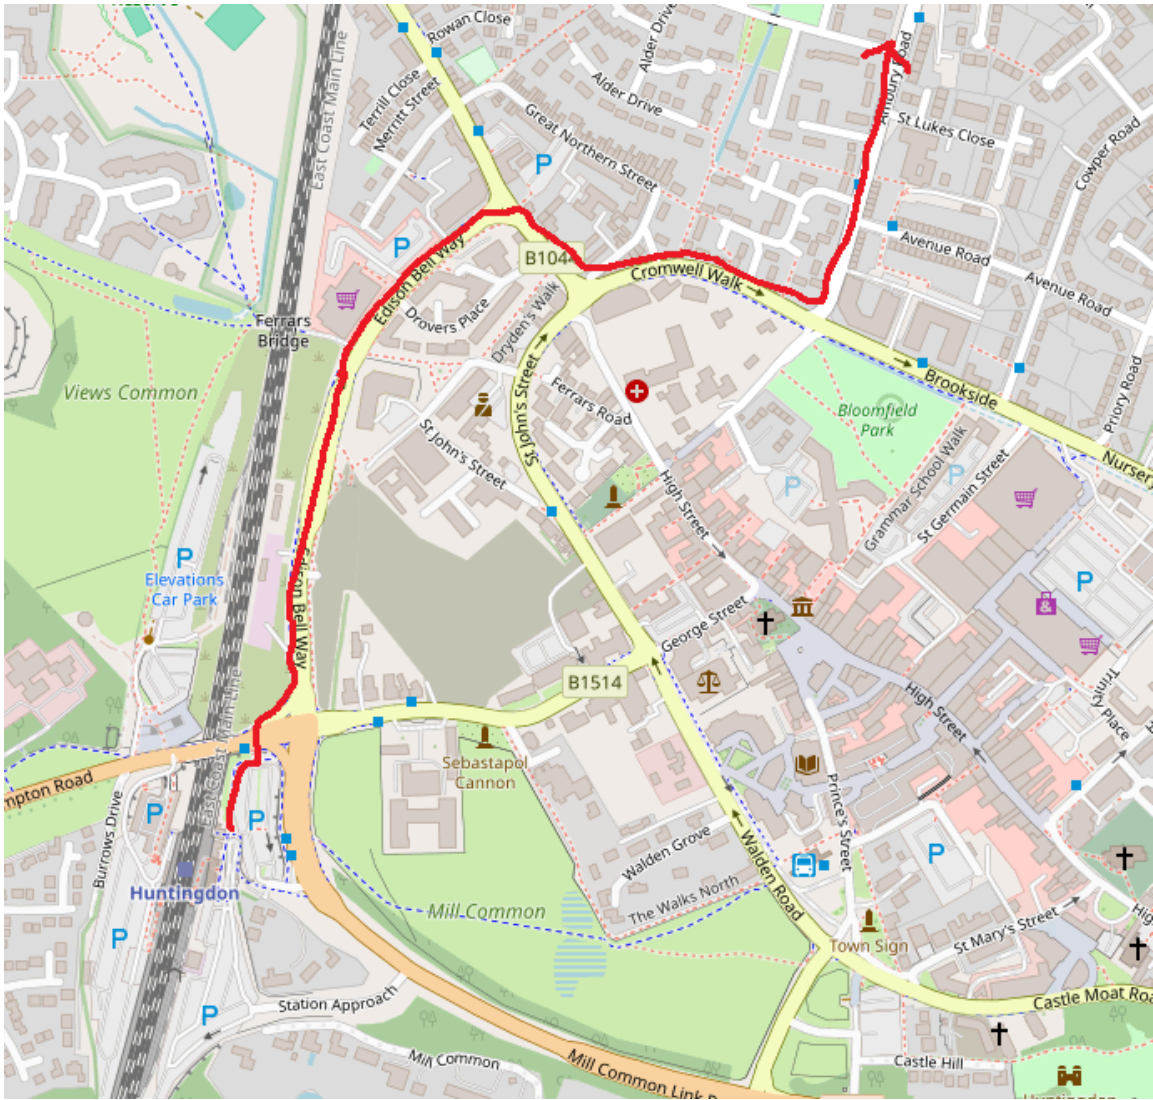 Rowan Close
Alder Drive
East Coast Main Line
Terrill Close
Merritt Street
Alder Drive
Great Northern Street
P
Road
St Lukes Close
Cowper Road
P
Edison Bell Way
B1044
Avenue Road
Cromwell Walk
Avenue Road
Drovers Place
Dryden's Walk
Ferrars
Bridge
Views Common
St John's Street
Ferrars Road
Brookside
Priory Road
Bloomfield
Park
St John's Street
High Street
Grammar School Walk
St Germain Street
Nursery
P
P
P
Elevations
Car Park
Edison Bell Way
P
&
George Street
B1514
East Coast Main Line
High Street
Trinity Place
Sebastapol
Cannon
mpton Road
P
P
Burrows Drive
Prince's Street
Walden Road
Walden Grove
P
Huntingdon
The Walks North
Mill Common
P
Town Sign
St Mary's Street
Hig
Station Approach
P
Castle Moat Roa
Mill Common
Mill Common Link R
Castle Hill
Huntingdon